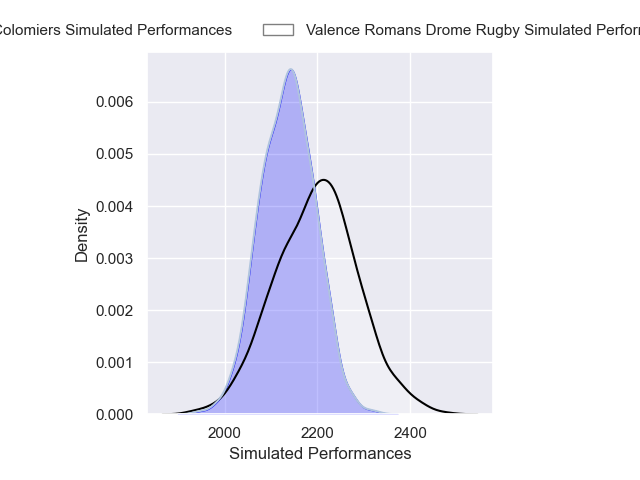 Colomiers Simulated Performances Valence Romans Drome Rugby Simulated
0.006
0.005
0.004
0.003
0.002
0.001
0.000
Density
2000 2200 2400
Simulated Performances